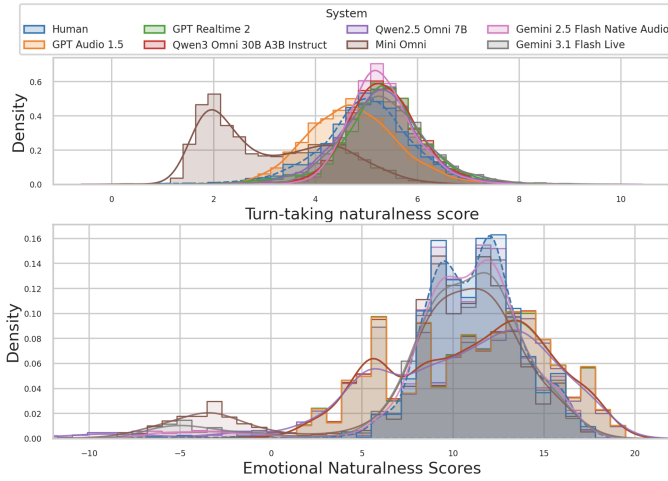 System
Human
GPT Realtime 2
Qwen2.5 Omni 7B
Gemini 2.5 Flash Native Audio
GPT Audio 1.5
Qwen3 Omni 30B A3B Instruct
Mini Omni
Gemini 3.1 Flash Live
Density
0.6
0.4
0.2
0.0
0 2 4 6 8 10
Turn-taking naturalness score
Density
0.16
0.14
0.12
0.10
0.08
0.06
0.04
0.02
0.00
−10 −5 0 5 10 15 20
Emotional Naturalness Scores